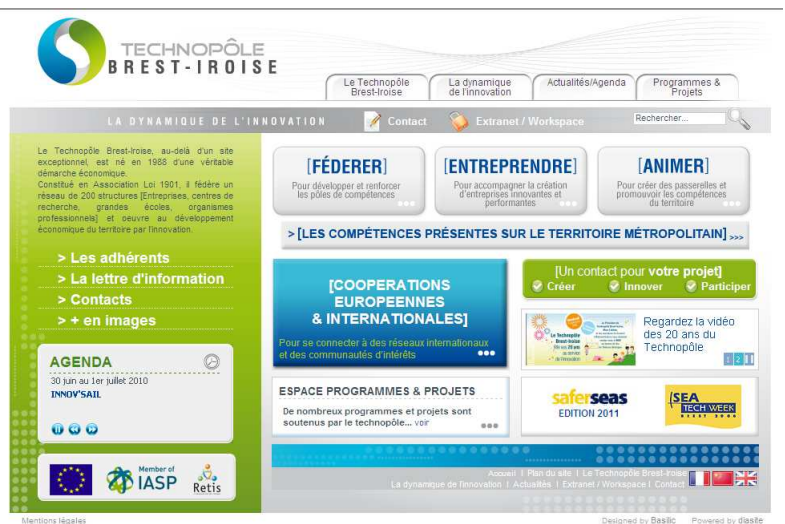 TECHNOPÔLE
BREST-IROISE
Le Technopôle
Brest-Iroise
La dynamique
de l'innovation
Actualités/Agenda
Programmes &
Projets
LA DYNAMIQUE DE L'INNOVATION
Contact
Extranet / Workspace
Rechercher...
Le Technopôle Brest-Iroise, au-delà d'un site
exceptionnel, est né en 1988 d'une véritable
démarche économique.
Constitué en Association Loi 1901, il fédère un
réseau de 200 structures [Entreprises, centres de
recherche, grandes écoles, organismes
professionnels] et oeuvre au développement
économique du territoire par l'innovation.
> Les adhérents
> La lettre d'information
> Contacts
> + en images
AGENDA
30 juin au 1er juillet 2010
INNOV'SAIL
Member of
IASP
Retis
[FÉDERER]
Pour développer et renforcer
les pôles de compétences
[ENTREPRENDRE]
Pour accompagner la création
d'entreprises innovantes et
performantes
[ANIMER]
Pour créer des passerelles et
promouvoir les compétences
du territoire
> [LES COMPÉTENCES PRÉSENTES SUR LE TERRITOIRE MÉTROPOLITAIN] >>>
[COOPERATIONS
EUROPEENNES
& INTERNATIONALES]
Pour se connecter à des réseaux internationaux
et des communautés d'intérêts
[Un contact pour votre projet]
Créer
Innover
Participer
Regardez la vidéo
des 20 ans du
Technopôle
1 2
ESPACE PROGRAMMES & PROJETS
De nombreux programmes et projets sont
soutenus par le technopôle... voir
saferseas
EDITION 2011
SEA
TECH WEEK
Accueil I Plan du site I Le Technopôle Brest-Iroise
La dynamique de l'innovation I Actualités I Extranet / Workspace I Contact
Mentions légales
Designed by Basilic
Powered by diasite